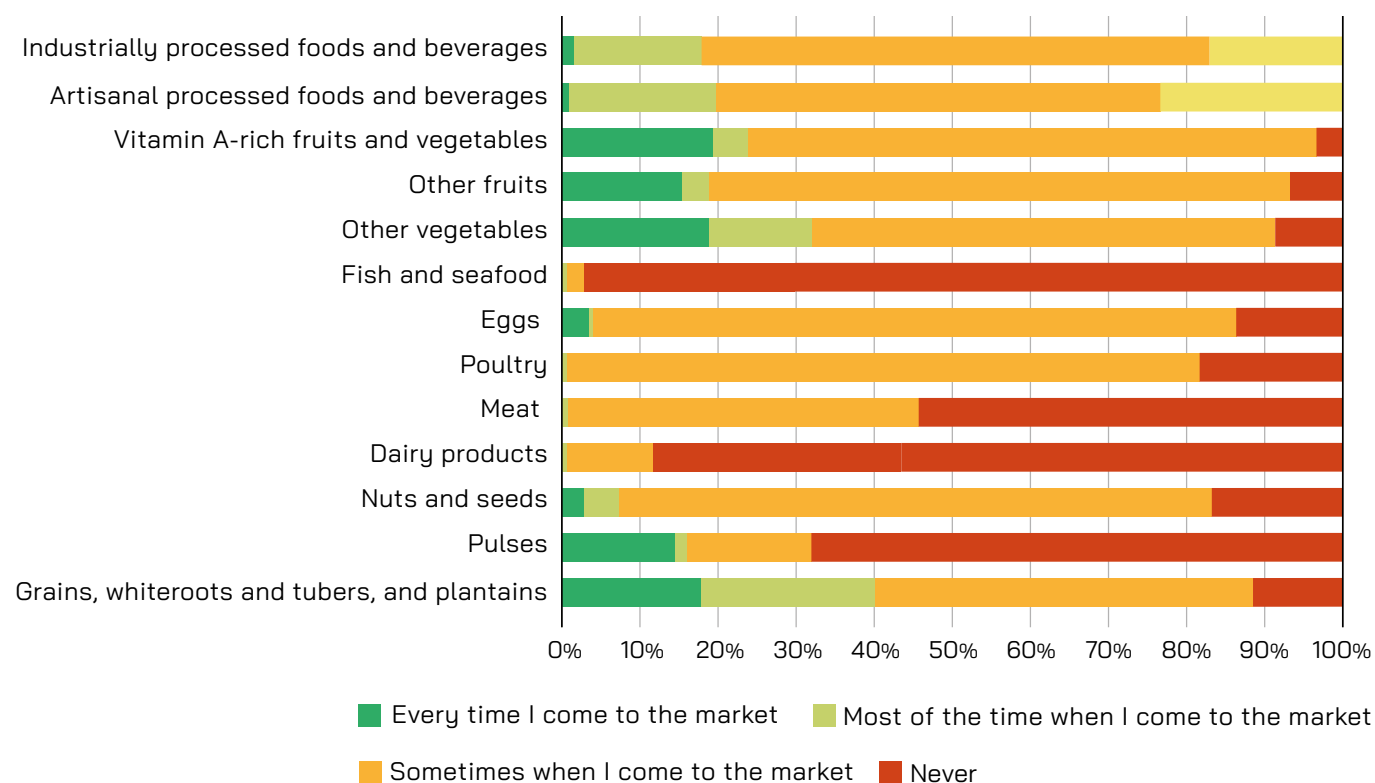 Industrially processed foods and beverages
Artisanal processed foods and beverages
Vitamin A-rich fruits and vegetables
Other fruits
Other vegetables
Fish and seafood
Eggs
Poultry
Meat
Dairy products
Nuts and seeds
Pulses
Grains, whiteroots and tubers, and plantains
0% 10% 20% 30% 40% 50% 60% 70% 80% 90% 100%
Every time I come to the market Most of the time when I come to the market
Sometimes when I come to the market Never